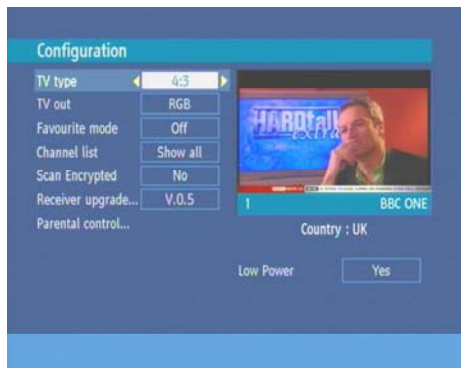 Configuration
TV type 4:3
TV out RGB
Favourite mode Off
Channel list Show all
Scan Encrypted No
Receiver upgrade... V.0.5
Parental control...
HARDtalk
extra
1 BBC ONE
Country : UK
Low Power Yes